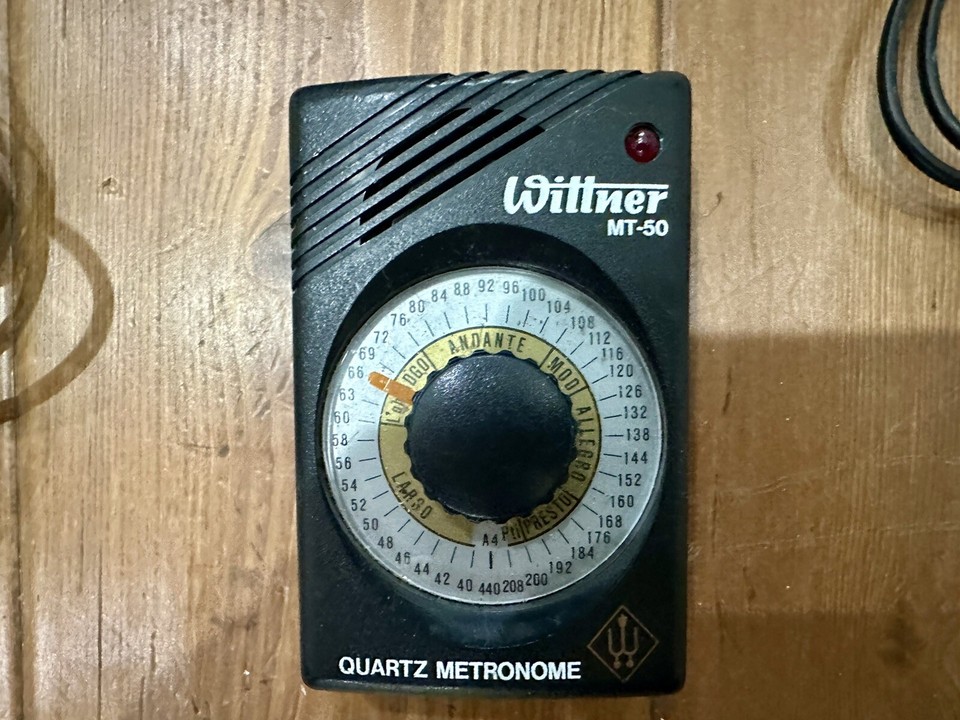 Wittner
MT-50
40 42 44 46 48 50 52 54 56 58 60 63 66 69 72 76 80 84 88 92 96 100 104 108 112 116 120 126 132 138 144 152 160 168 176 184 192 200 208 440
LARGO L'o DGO ANDANTE MOD ALLEGRO PRESTO A4
QUARTZ METRONOME